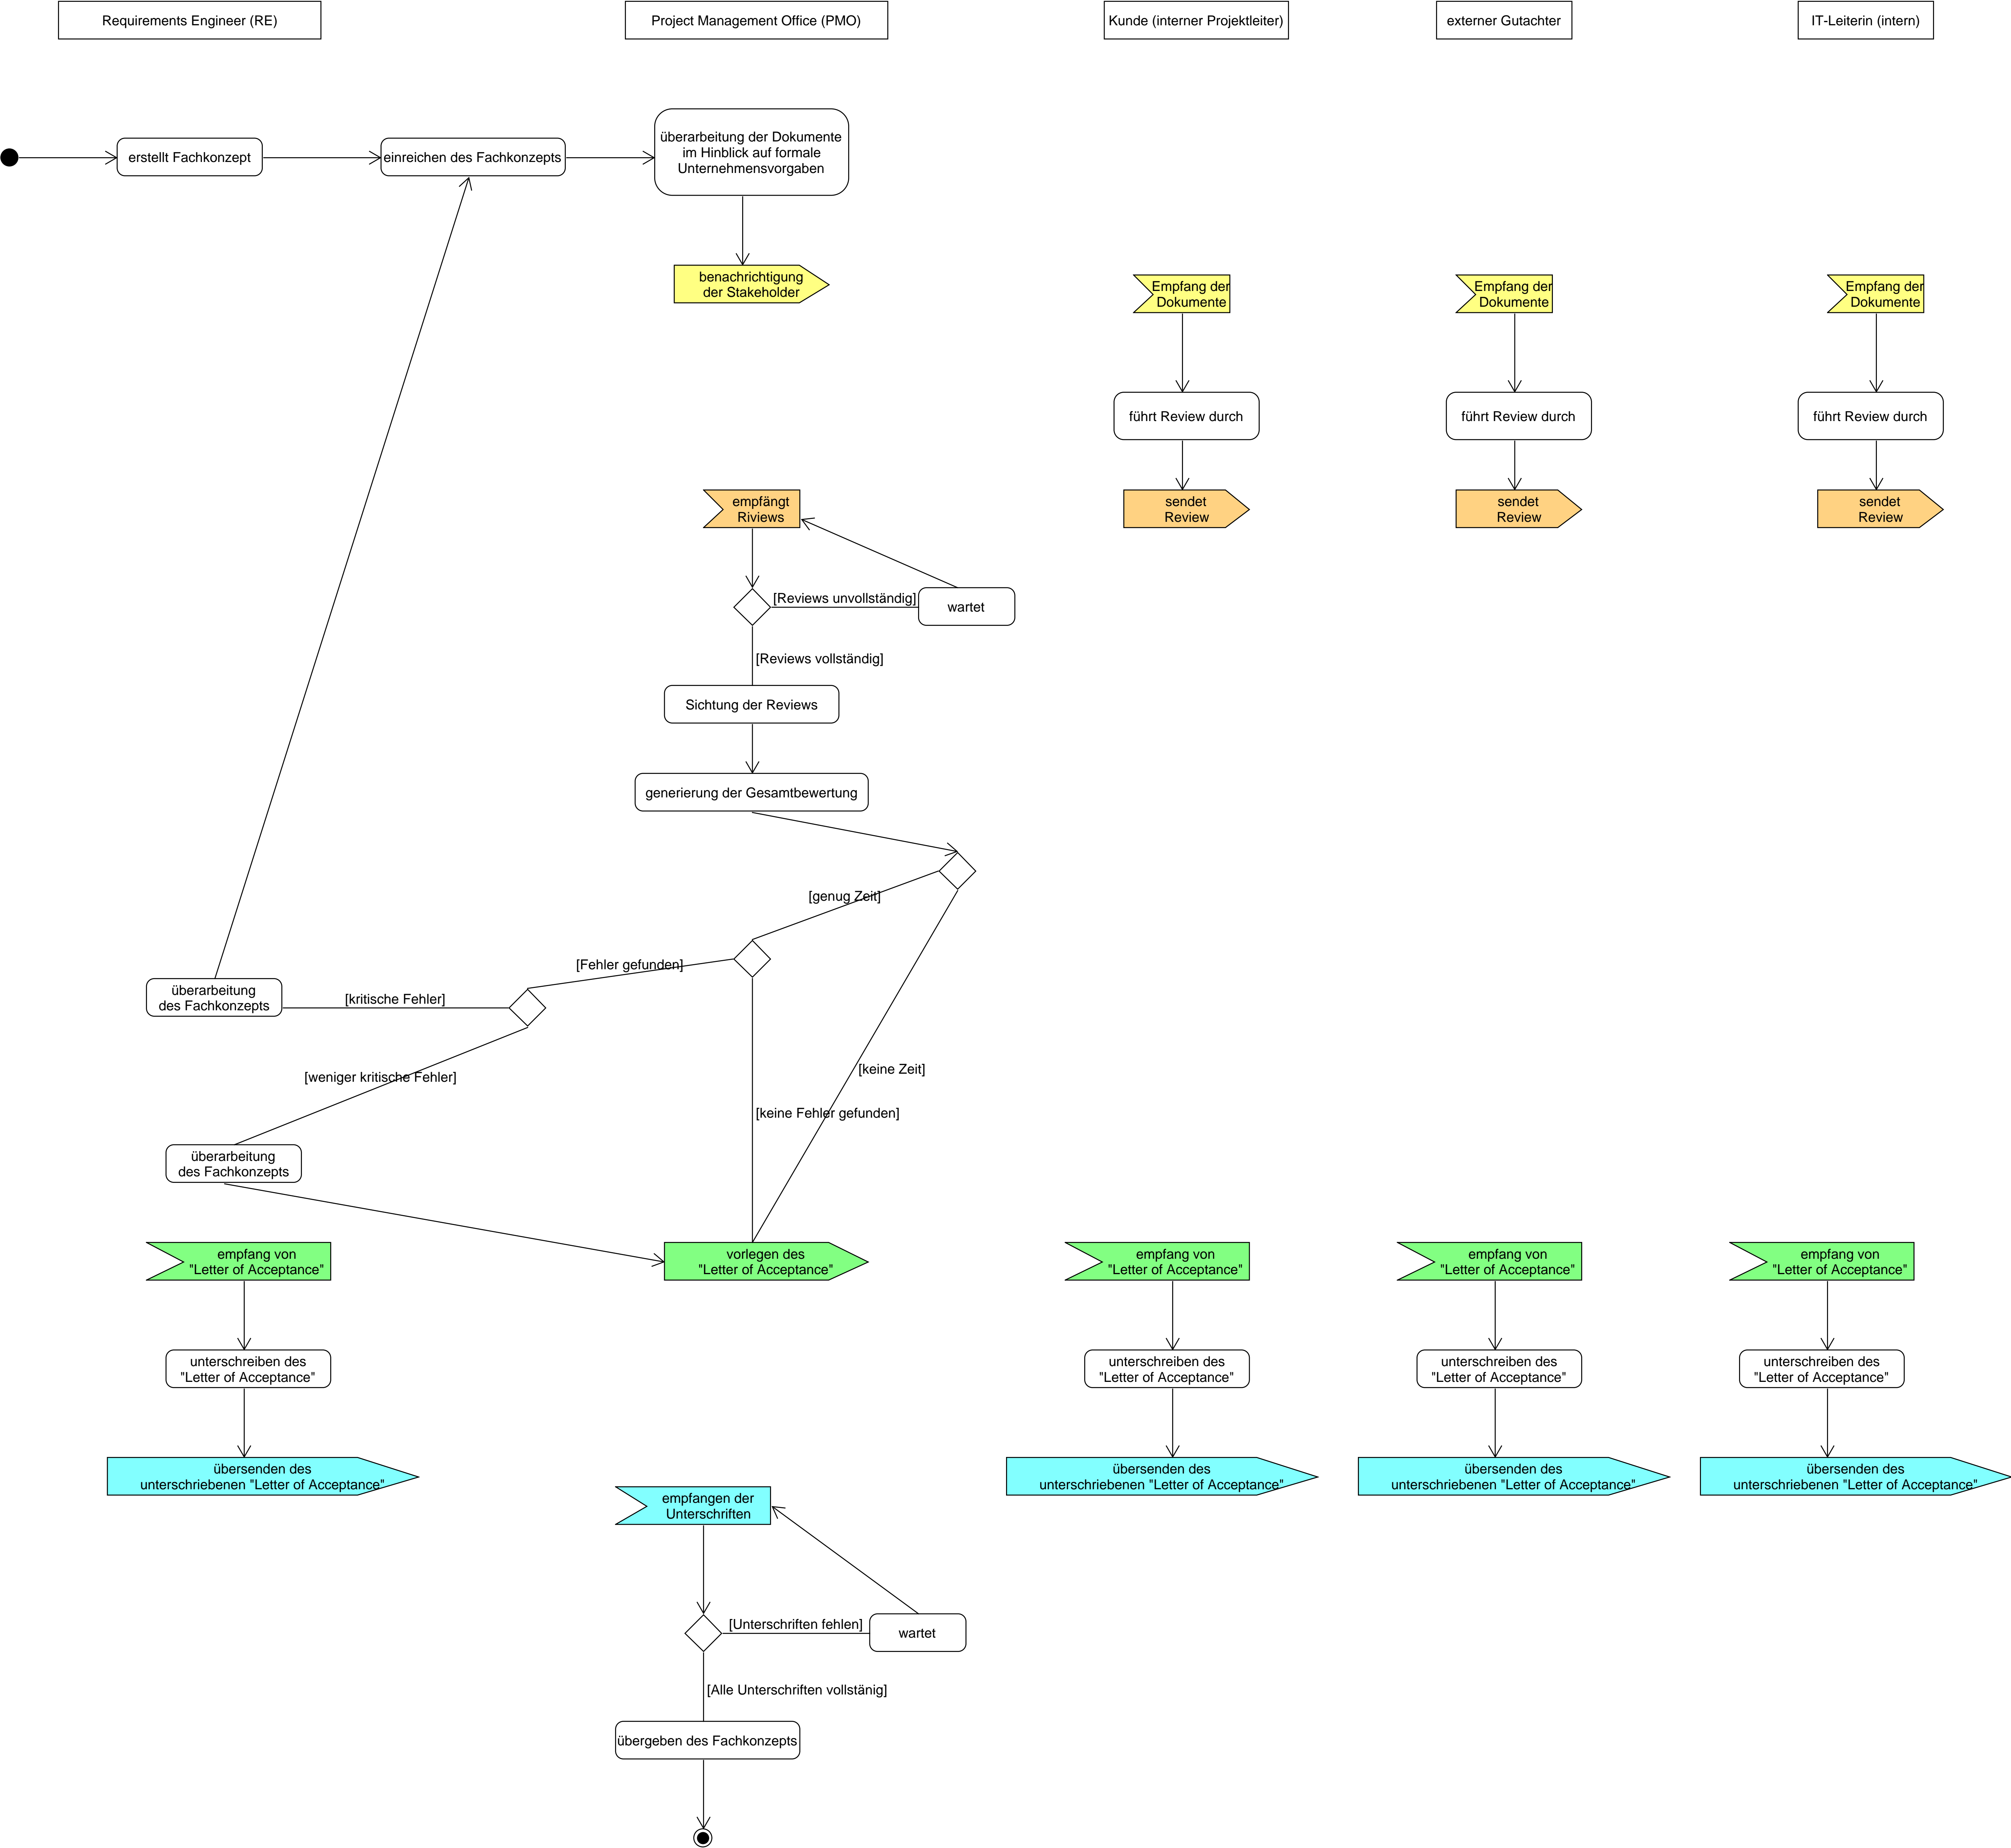 Requirements Engineer (RE)
Project Management Office (PMO)
Kunde (interner Projektleiter)
externer Gutachter
IT-Leiterin (intern)
erstellt Fachkonzept
einreichen des Fachkonzepts
überarbeitung der Dokumente
im Hinblick auf formale
Unternehmensvorgaben
benachrichtigung
der Stakeholder
Empfang der
Dokumente
Empfang der
Dokumente
Empfang der
Dokumente
führt Review durch
führt Review durch
führt Review durch
empfängt
Riviews
sendet
Review
sendet
Review
sendet
Review
[Reviews unvollständig]
wartet
[Reviews vollständig]
Sichtung der Reviews
generierung der Gesamtbewertung
[genug Zeit]
[Fehler gefunden]
überarbeitung
des Fachkonzepts
[kritische Fehler]
[weniger kritische Fehler]
[keine Zeit]
[keine Fehler gefunden]
überarbeitung
des Fachkonzepts
empfang von
"Letter of Acceptance"
vorlegen des
"Letter of Acceptance"
empfang von
"Letter of Acceptance"
empfang von
"Letter of Acceptance"
empfang von
"Letter of Acceptance"
unterschreiben des
"Letter of Acceptance"
unterschreiben des
"Letter of Acceptance"
unterschreiben des
"Letter of Acceptance"
unterschreiben des
"Letter of Acceptance"
übersenden des
unterschriebenen "Letter of Acceptance"
übersenden des
unterschriebenen "Letter of Acceptance"
übersenden des
unterschriebenen "Letter of Acceptance"
übersenden des
unterschriebenen "Letter of Acceptance"
empfangen der
Unterschriften
[Unterschriften fehlen]
wartet
[Alle Unterschriften vollstänig]
übergeben des Fachkonzepts